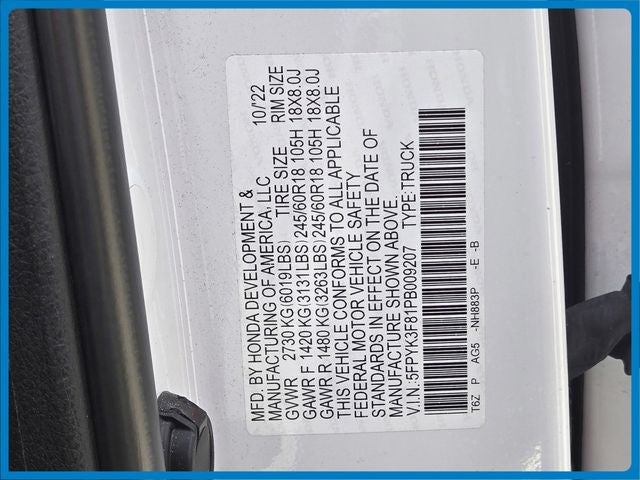 MFD. BY HONDA DEVELOPMENT & 10/'22
MANUFACTURING OF AMERICA, LLC
GVWR 2730 KG (6019LBS) TIRE SIZE RIM SIZE
GAWR F 1420 KG (3131LBS) 245/60R18 105H 18X8.0J
GAWR R 1480 KG (3263LBS) 245/60R18 105H 18X8.0J
THIS VEHICLE CONFORMS TO ALL APPLICABLE
FEDERAL MOTOR VEHICLE SAFETY
STANDARDS IN EFFECT ON THE DATE OF
MANUFACTURE SHOWN ABOVE.
V.I.N.:5FPYK3F81PB009207 TYPE:TRUCK
T6Z P AG5 -NH883P -E -B